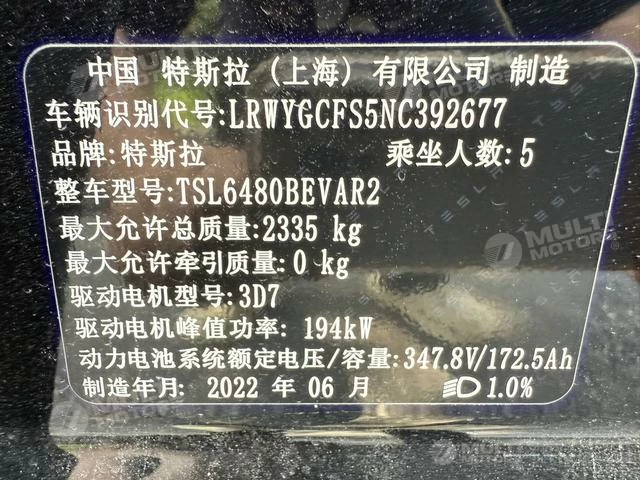 中国 特斯拉 (上海) 有限公司 制造
车辆识别代号:LRWYGCFS5NC392677
品牌:特斯拉 乘坐人数:5
整车型号:TSL6480BEVAR2
最大允许总质量:2335 kg
最大允许牵引质量:0 kg
驱动电机型号:3D7
驱动电机峰值功率: 194kW
动力电池系统额定电压/容量:347.8V/172.5Ah
制造年月: 2022 年 06 月 1.0%
MULTI MOTORS
TESLA